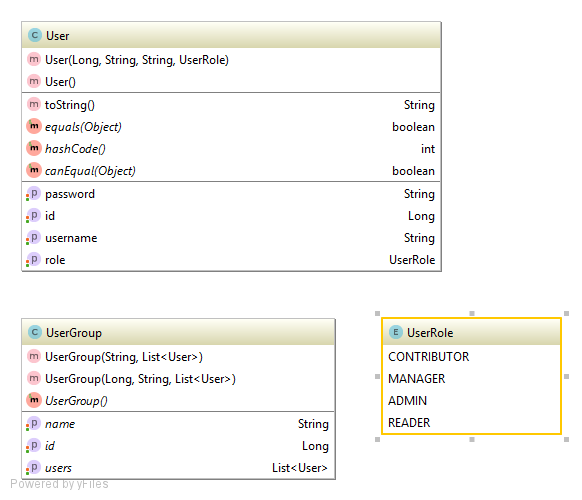 C User
m User(Long, String, String, UserRole)
m User()
m toString() String
m equals(Object) boolean
m hashCode() int
m canEqual(Object) boolean
p password String
p id Long
p username String
p role UserRole
C UserGroup
m UserGroup(String, List<User>)
m UserGroup(Long, String, List<User>)
m UserGroup()
p name String
p id Long
p users List<User>
E UserRole
CONTRIBUTOR
MANAGER
ADMIN
READER
Powered by yFiles